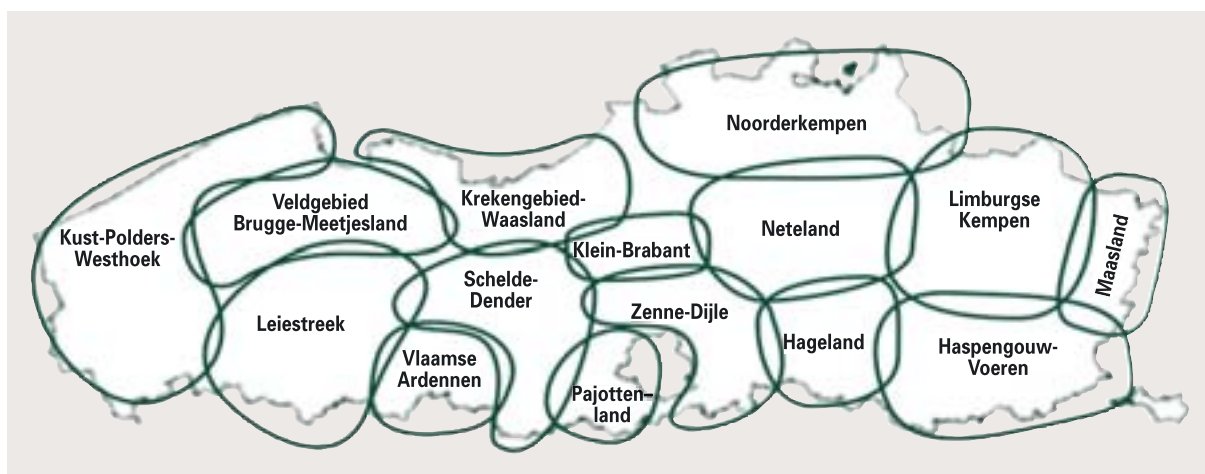 Noorderkempen
Kust-Polders-
Westhoek
Veldgebied
Brugge-Meetjesland
Krekengebied-
Waasland
Klein-Brabant
Neteland
Limburgse
Kempen
Maasland
Leiestreek
Schelde-
Dender
Zenne-Dijle
Vlaamse
Ardennen
Pajotten-
land
Hageland
Haspengouw-
Voeren